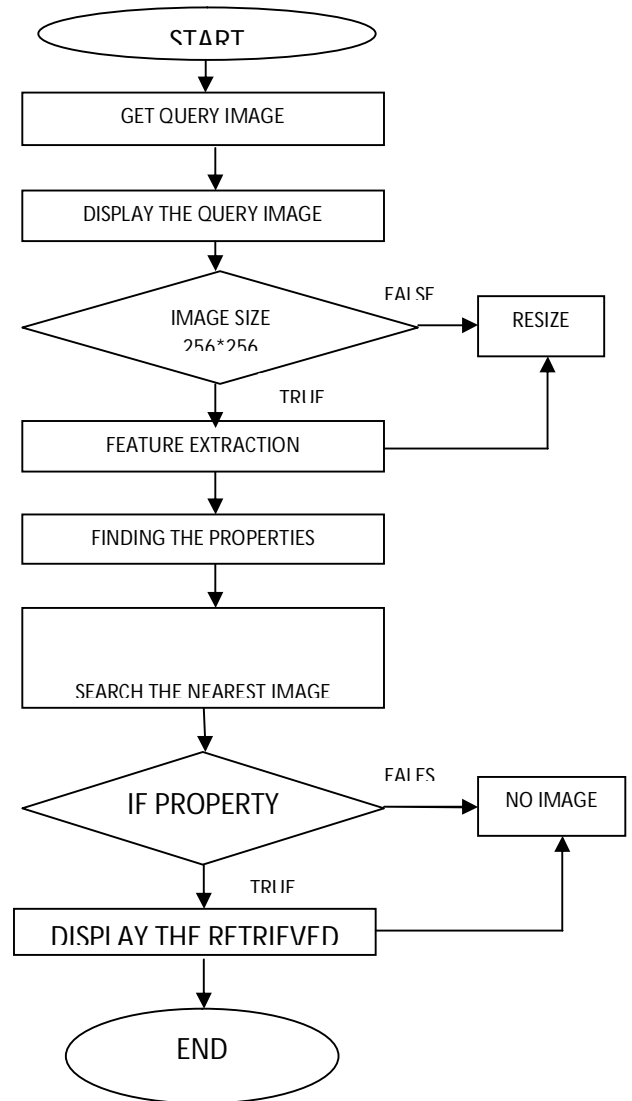 START
GET QUERY IMAGE
DISPLAY THE QUERY IMAGE
IMAGE SIZE
256*256
FALSE
RESIZE
TRUE
FEATURE EXTRACTION
FINDING THE PROPERTIES
SEARCH THE NEAREST IMAGE
IF PROPERTY
FALES
NO IMAGE
TRUE
DISPLAY THE RETRIEVED
END